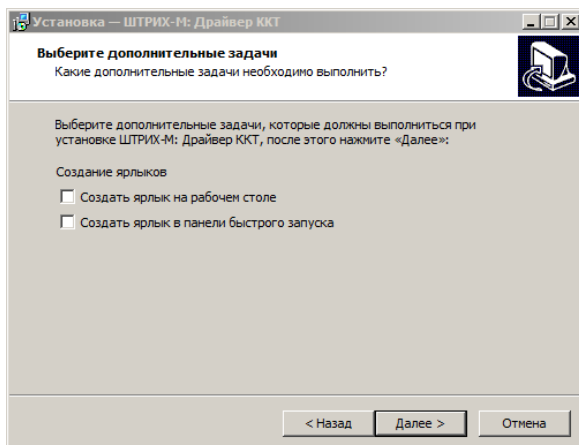 Установка — ШТРИХ-М: Драйвер ККТ
Выберите дополнительные задачи
Какие дополнительные задачи необходимо выполнить?
Выберите дополнительные задачи, которые должны выполниться при
установке ШТРИХ-М: Драйвер ККТ, после этого нажмите «Далее»:
Создание ярлыков
Создать ярлык на рабочем столе
Создать ярлык в панели быстрого запуска
< Назад
Далее >
Отмена